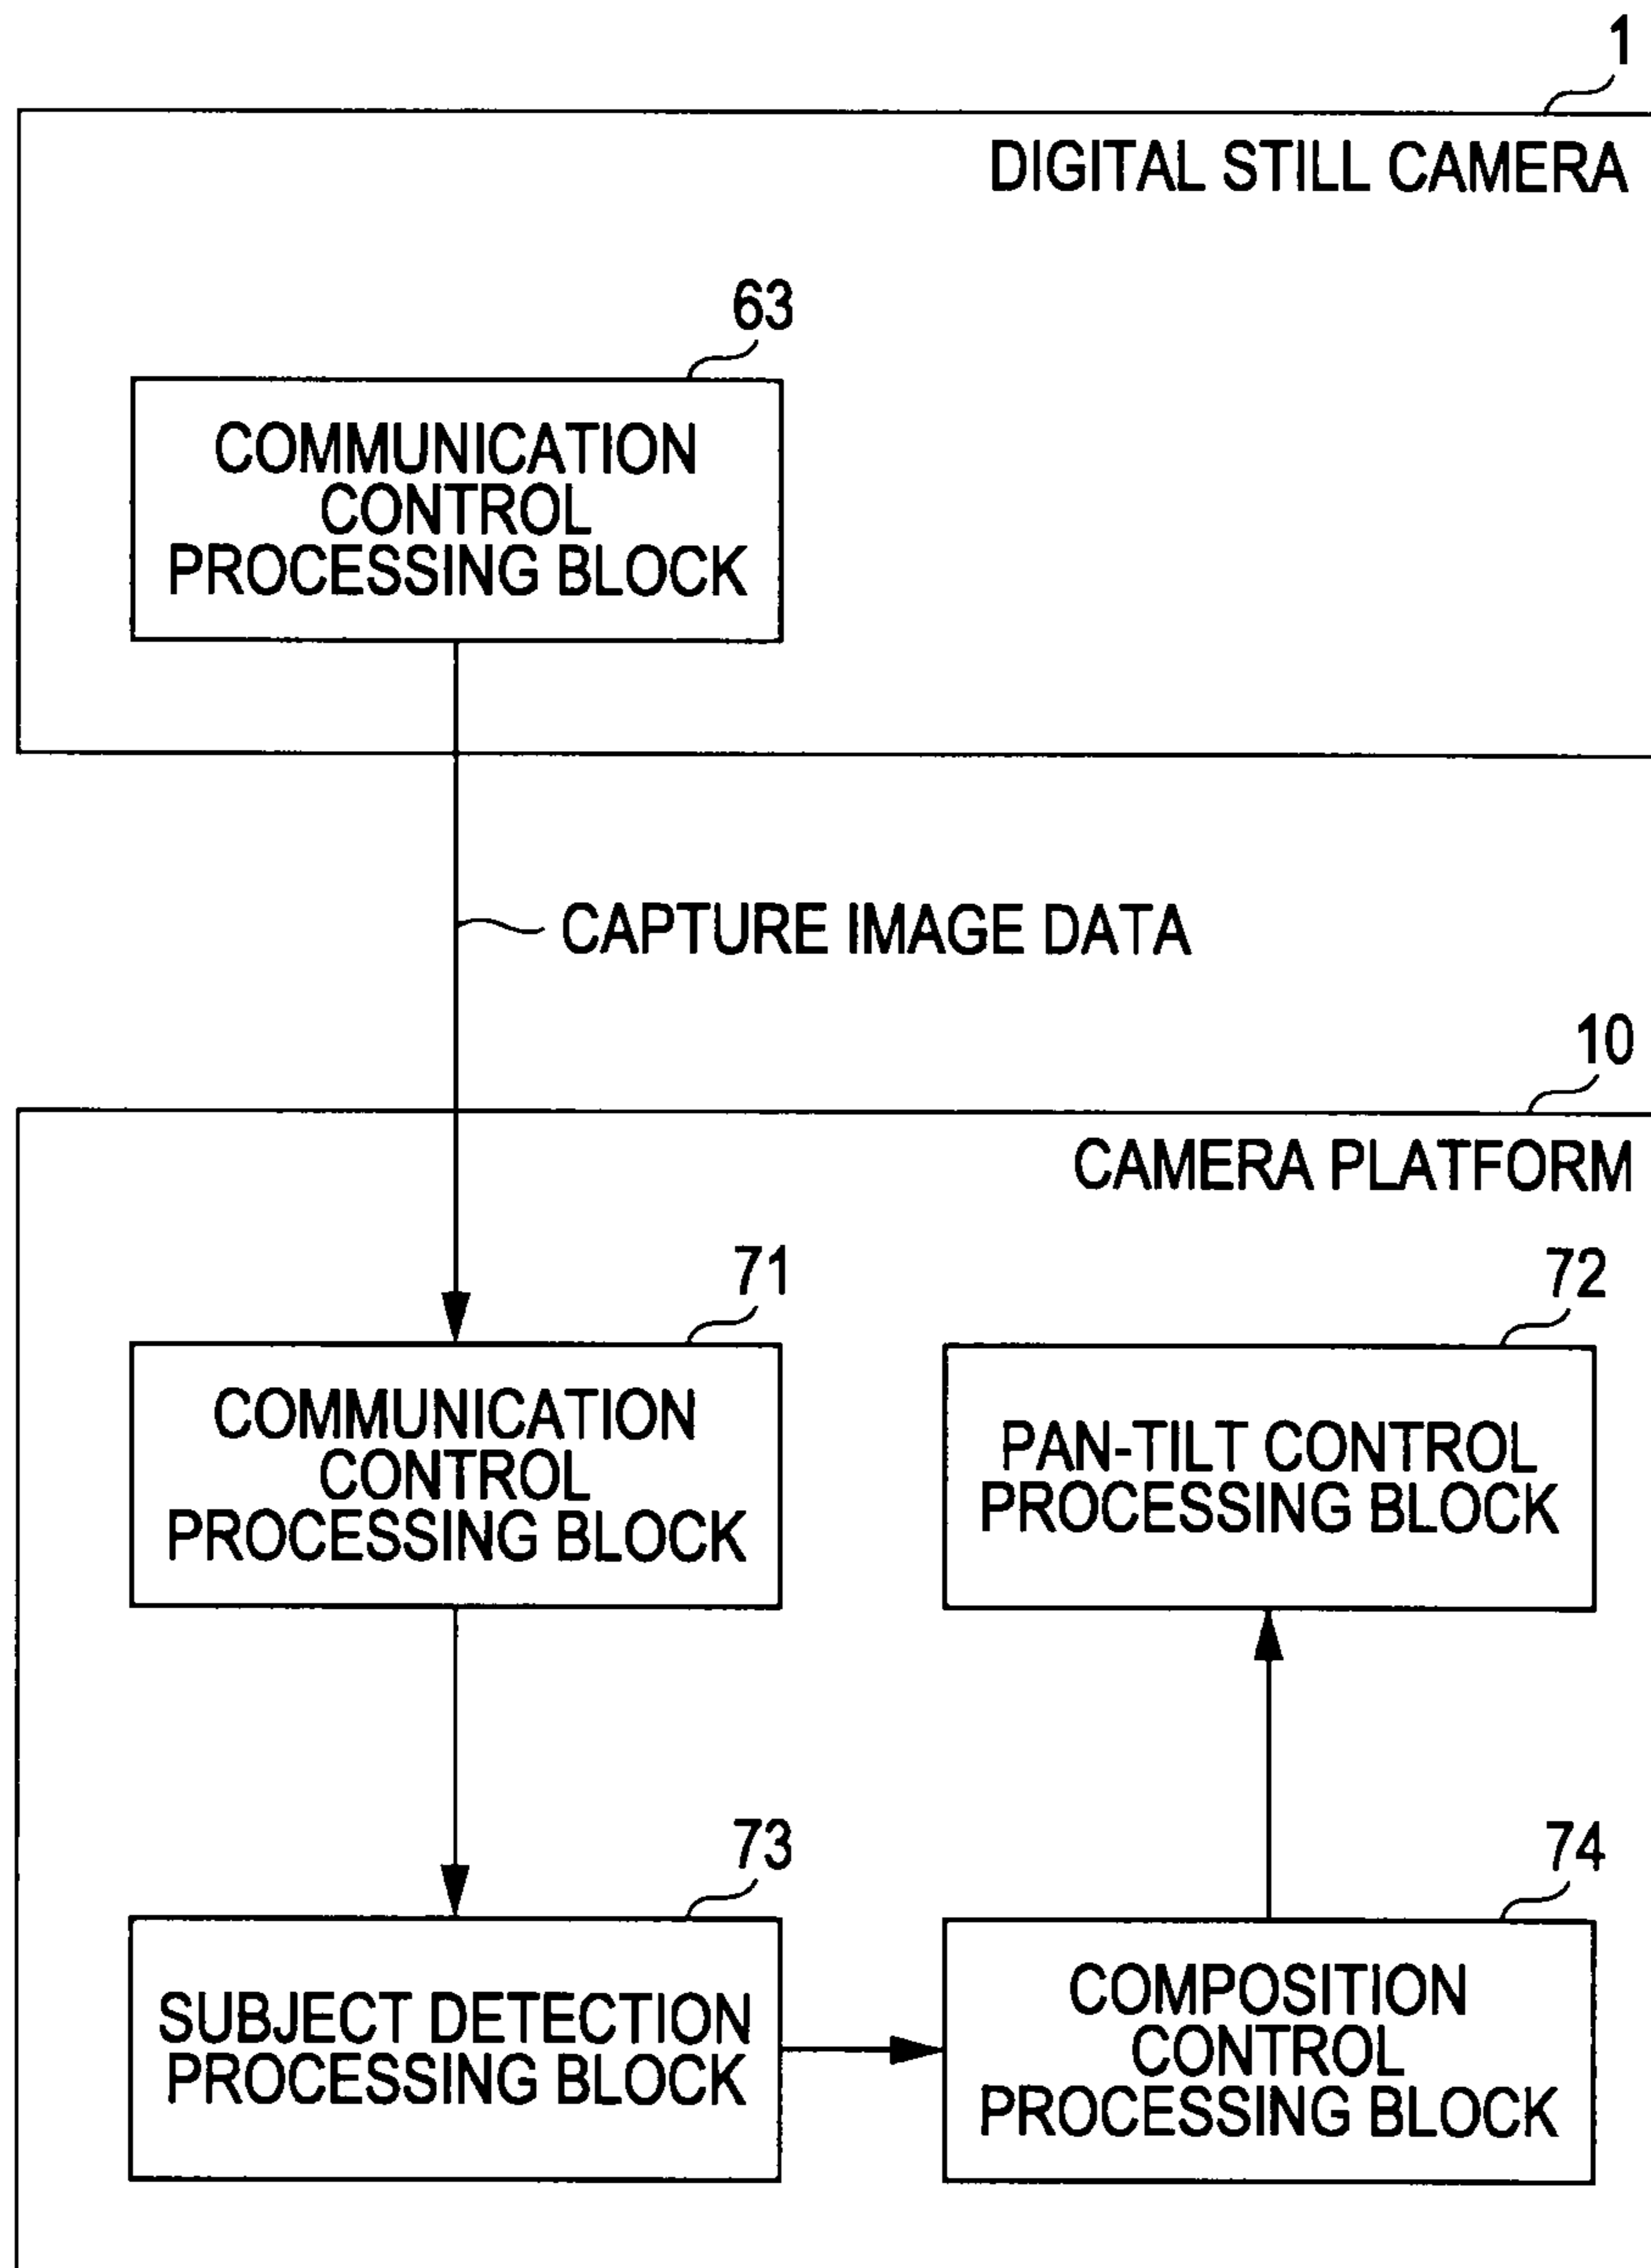 1
DIGITAL STILL CAMERA
63
COMMUNICATION
CONTROL
PROCESSING BLOCK
CAPTURE IMAGE DATA
10
CAMERA PLATFORM
71
COMMUNICATION
CONTROL
PROCESSING BLOCK
72
PAN-TILT CONTROL
PROCESSING BLOCK
73
SUBJECT DETECTION
PROCESSING BLOCK
74
COMPOSITION
CONTROL
PROCESSING BLOCK